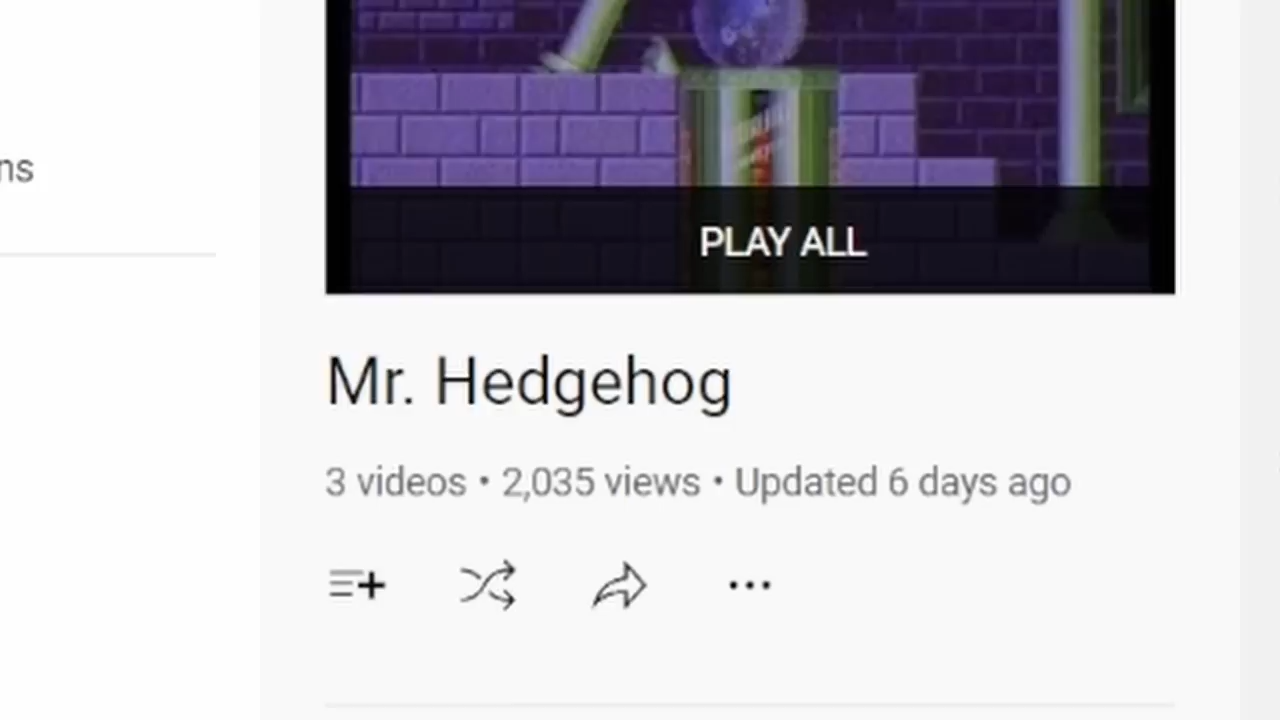 ns
PLAY ALL
Mr. Hedgehog
3 videos • 2,035 views • Updated 6 days ago